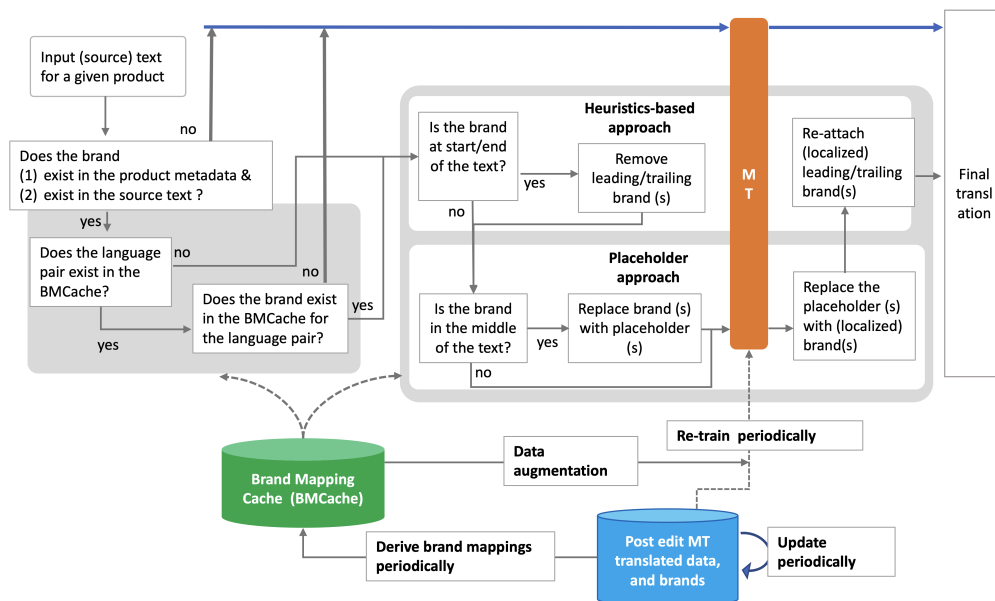 Input (source) text
for a given product
no
Does the brand
(1) exist in the product metadata &
(2) exist in the source text ?
yes
Does the language
pair exist in the
BMCache?
no
yes
no
Does the brand exist
in the BMCache for
the language pair?
yes
Is the brand
at start/end
of the text?
Heuristics-based
approach
yes
Remove
leading/trailing
brand (s)
no
Placeholder
approach
Is the brand
in the middle
of the text?
yes
Replace brand (s)
with placeholder
(s)
no
M
T
Re-attach
(localized)
leading/trailing
brand(s)
Replace the
placeholder (s)
with (localized)
brand(s)
Final
transl
ation
Re-train periodically
Data
augmentation
Brand Mapping
Cache (BMCache)
Derive brand mappings
periodically
Post edit MT
translated data,
and brands
Update
periodically